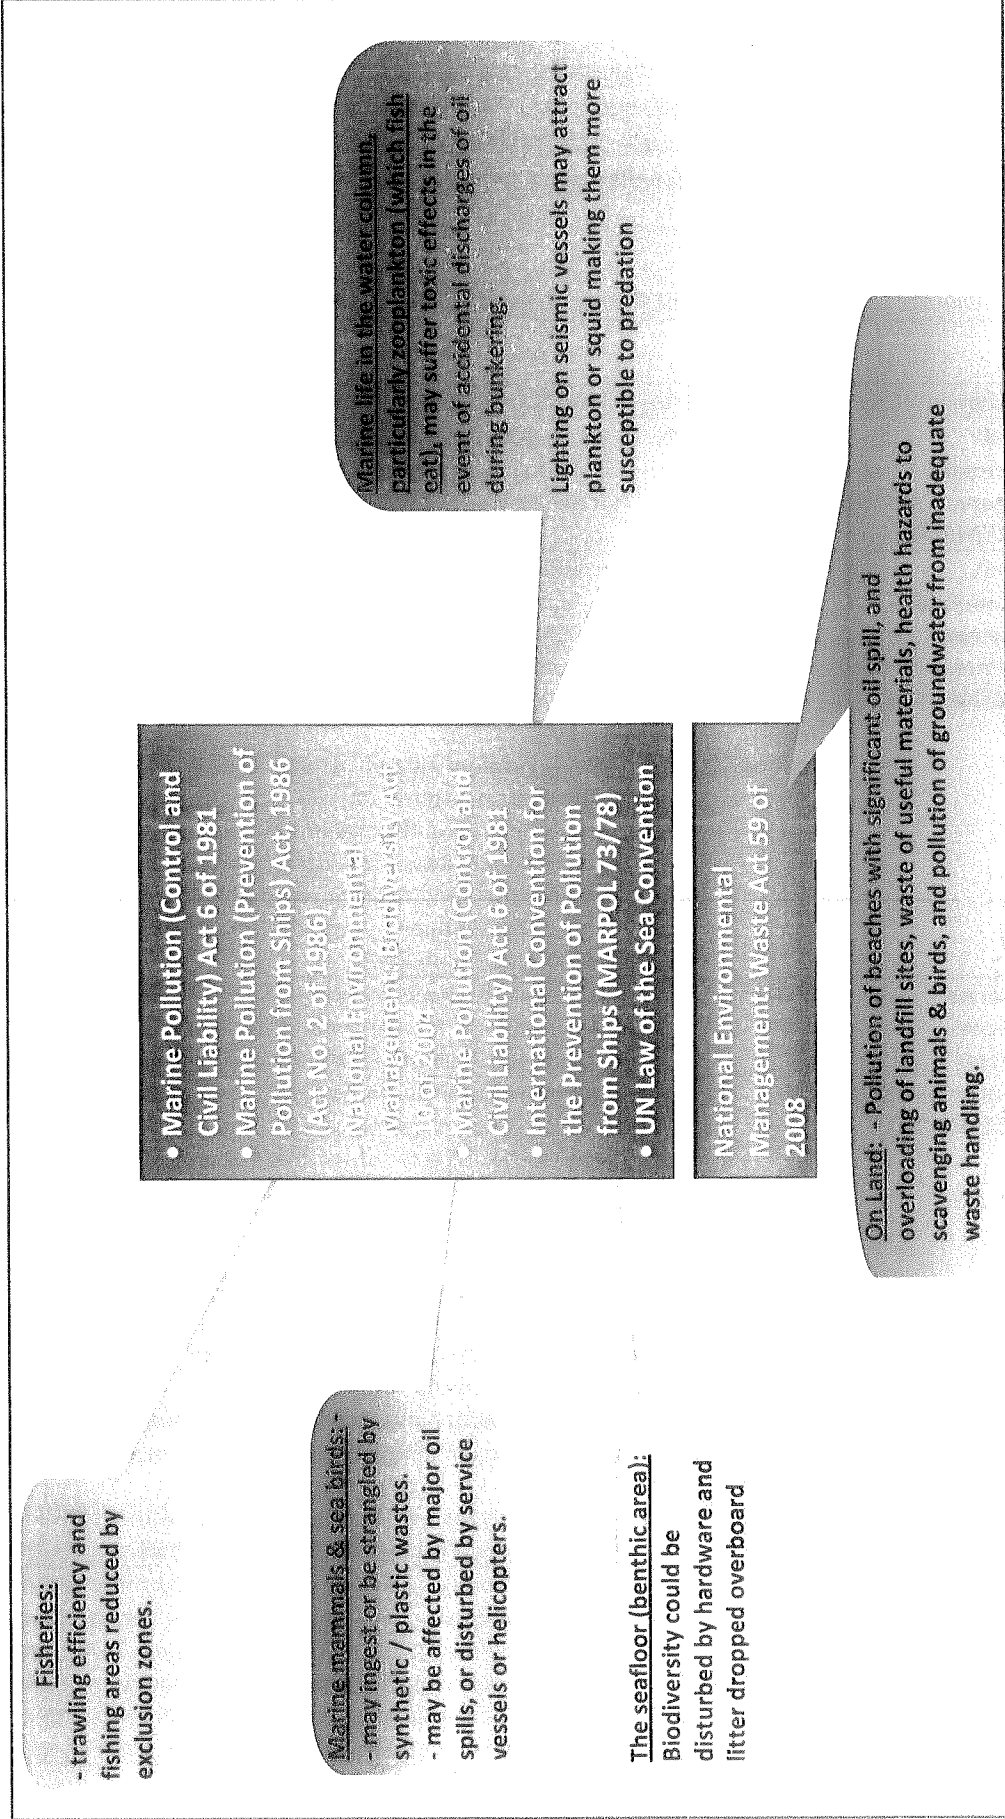 Fisheries:
- trawling efficiency and
fishing areas reduced by
exclusion zones.
Marine mammals & sea birds: -
- may ingest or be strangled by
synthetic / plastic wastes.
- may be affected by major oil
spills, or disturbed by service
vessels or helicopters.
The seafloor (benthic area):
Biodiversity could be
disturbed by hardware and
litter dropped overboard
• Marine Pollution (Control and
Civil Liability) Act 6 of 1981
• Marine Pollution (Prevention of
Pollution from Ships) Act, 1986
(Act No. 2 of 1986)
National Environmental
Management: Biodiversity Act
10 of 2004
• Marine Pollution (Control and
Civil Liability) Act 6 of 1981
• International Convention for
the Prevention of Pollution
from Ships (MARPOL 73/78)
• UN Law of the Sea Convention
National Environmental
Management: Waste Act 59 of
2008
Marine life in the water column,
particularly zooplankton (which fish
eat), may suffer toxic effects in the
event of accidental discharges of oil
during bunkering.
Lighting on seismic vessels may attract
plankton or squid making them more
susceptible to predation
On Land: - Pollution of beaches with significant oil spill, and
overloading of landfill sites, waste of useful materials, health hazards to
scavenging animals & birds, and pollution of groundwater from inadequate
waste handling.